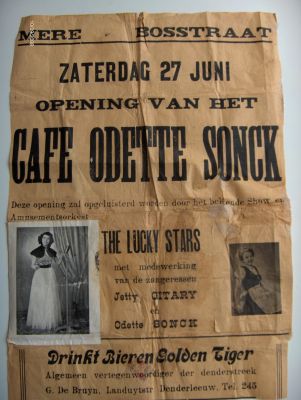 MERE BOSSTRAAT
ZATERDAG 27 JUNI
OPENING VAN HET
CAFE ODETTE SONCK
Deze opening zal opgeluisterd worden door het bekende Show en
Amusementsorkest
THE LUCKY STARS
met medewerking
van de zangeressen
Jetty GITARY
en
Odette SONCK
Drinkt Bieren Golden Tiger
Algemeen vertegenwoordiger der denderstreek
G. De Bruyn, Landuytstr Denderleeuw, Tel. 245